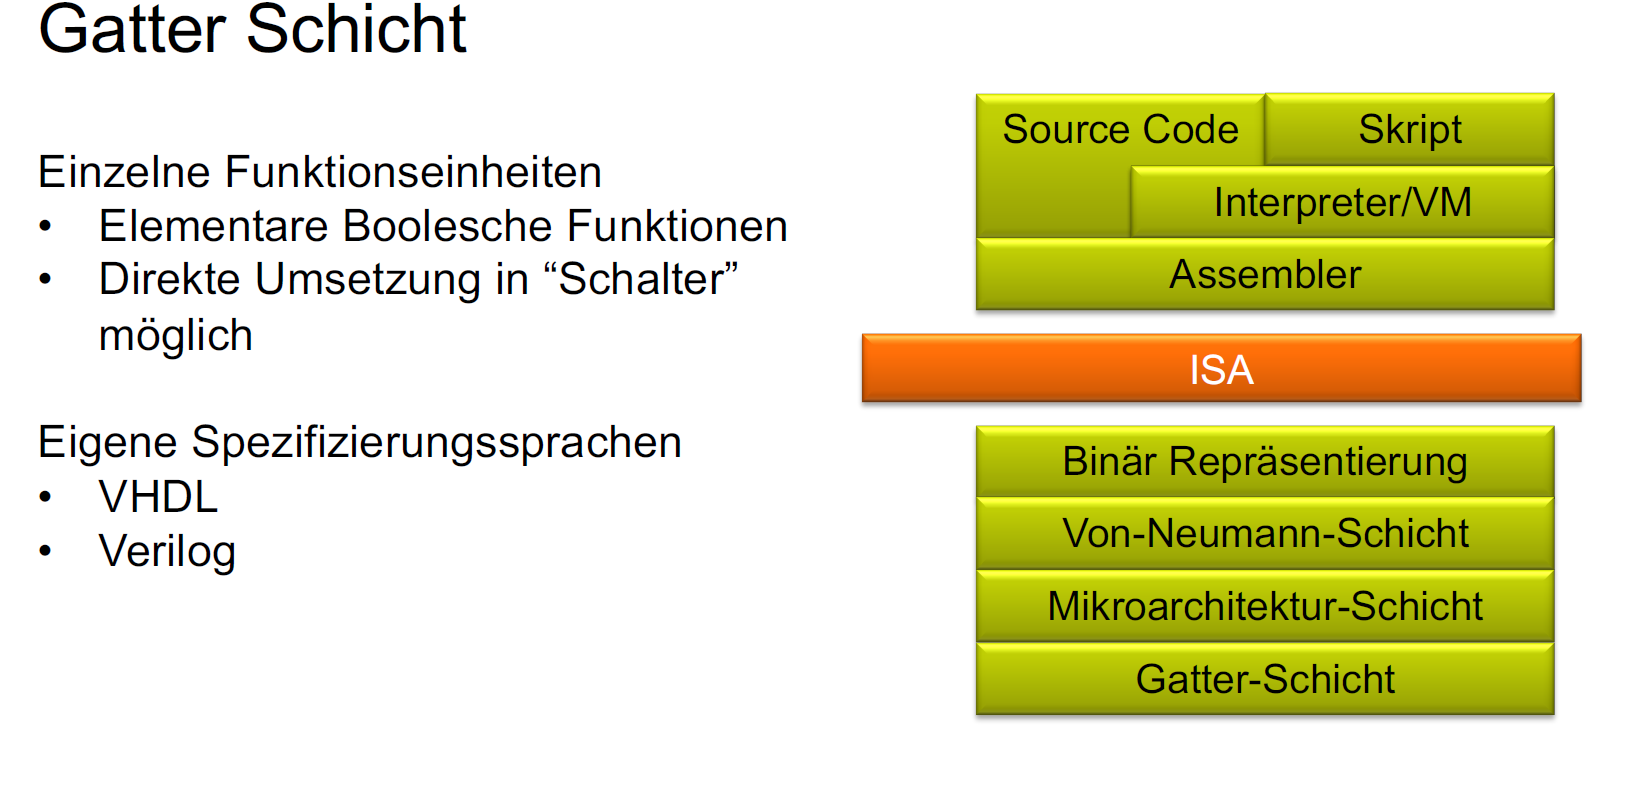 Gatter Schicht
Einzelne Funktionseinheiten
• Elementare Boolesche Funktionen
• Direkte Umsetzung in “Schalter”
möglich
Eigene Spezifizierungssprachen
• VHDL
• Verilog
Source Code
Skript
Interpreter/VM
Assembler
ISA
Binär Repräsentierung
Von-Neumann-Schicht
Mikroarchitektur-Schicht
Gatter-Schicht